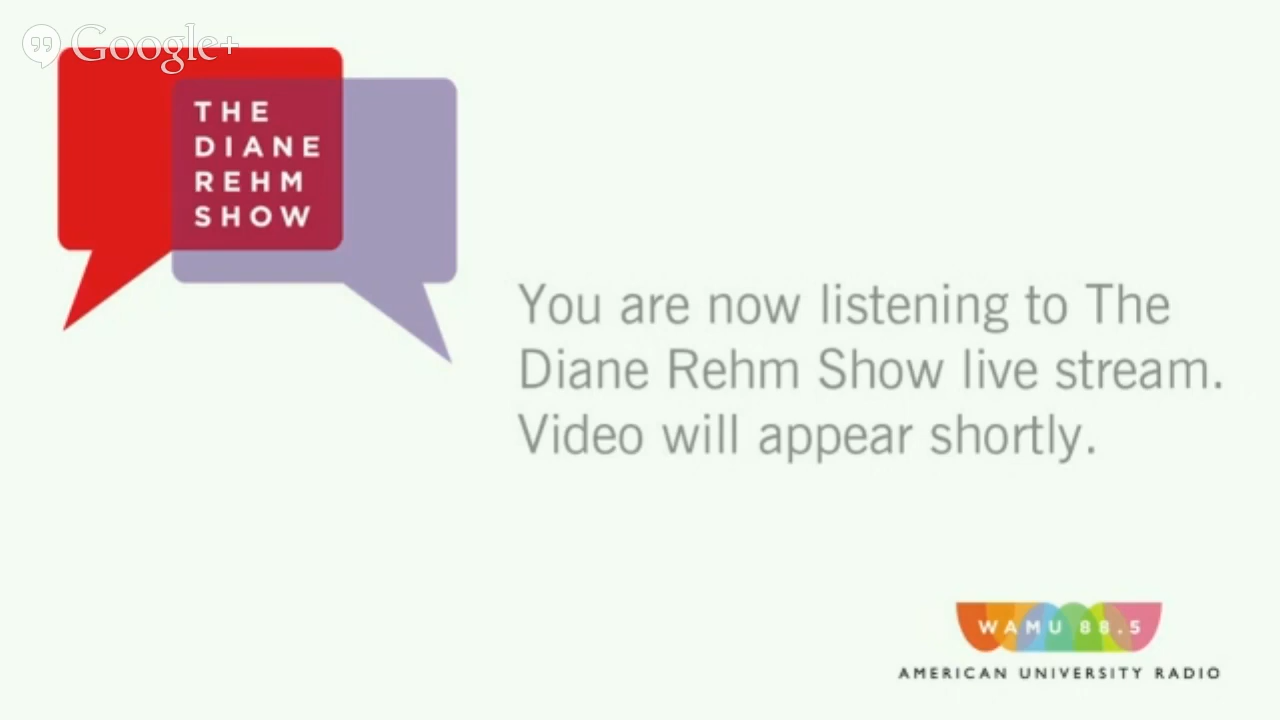 Google+
THE
DIANE
REHM
SHOW
You are now listening to The
Diane Rehm Show live stream.
Video will appear shortly.
WAMU 88.5
AMERICAN UNIVERSITY RADIO